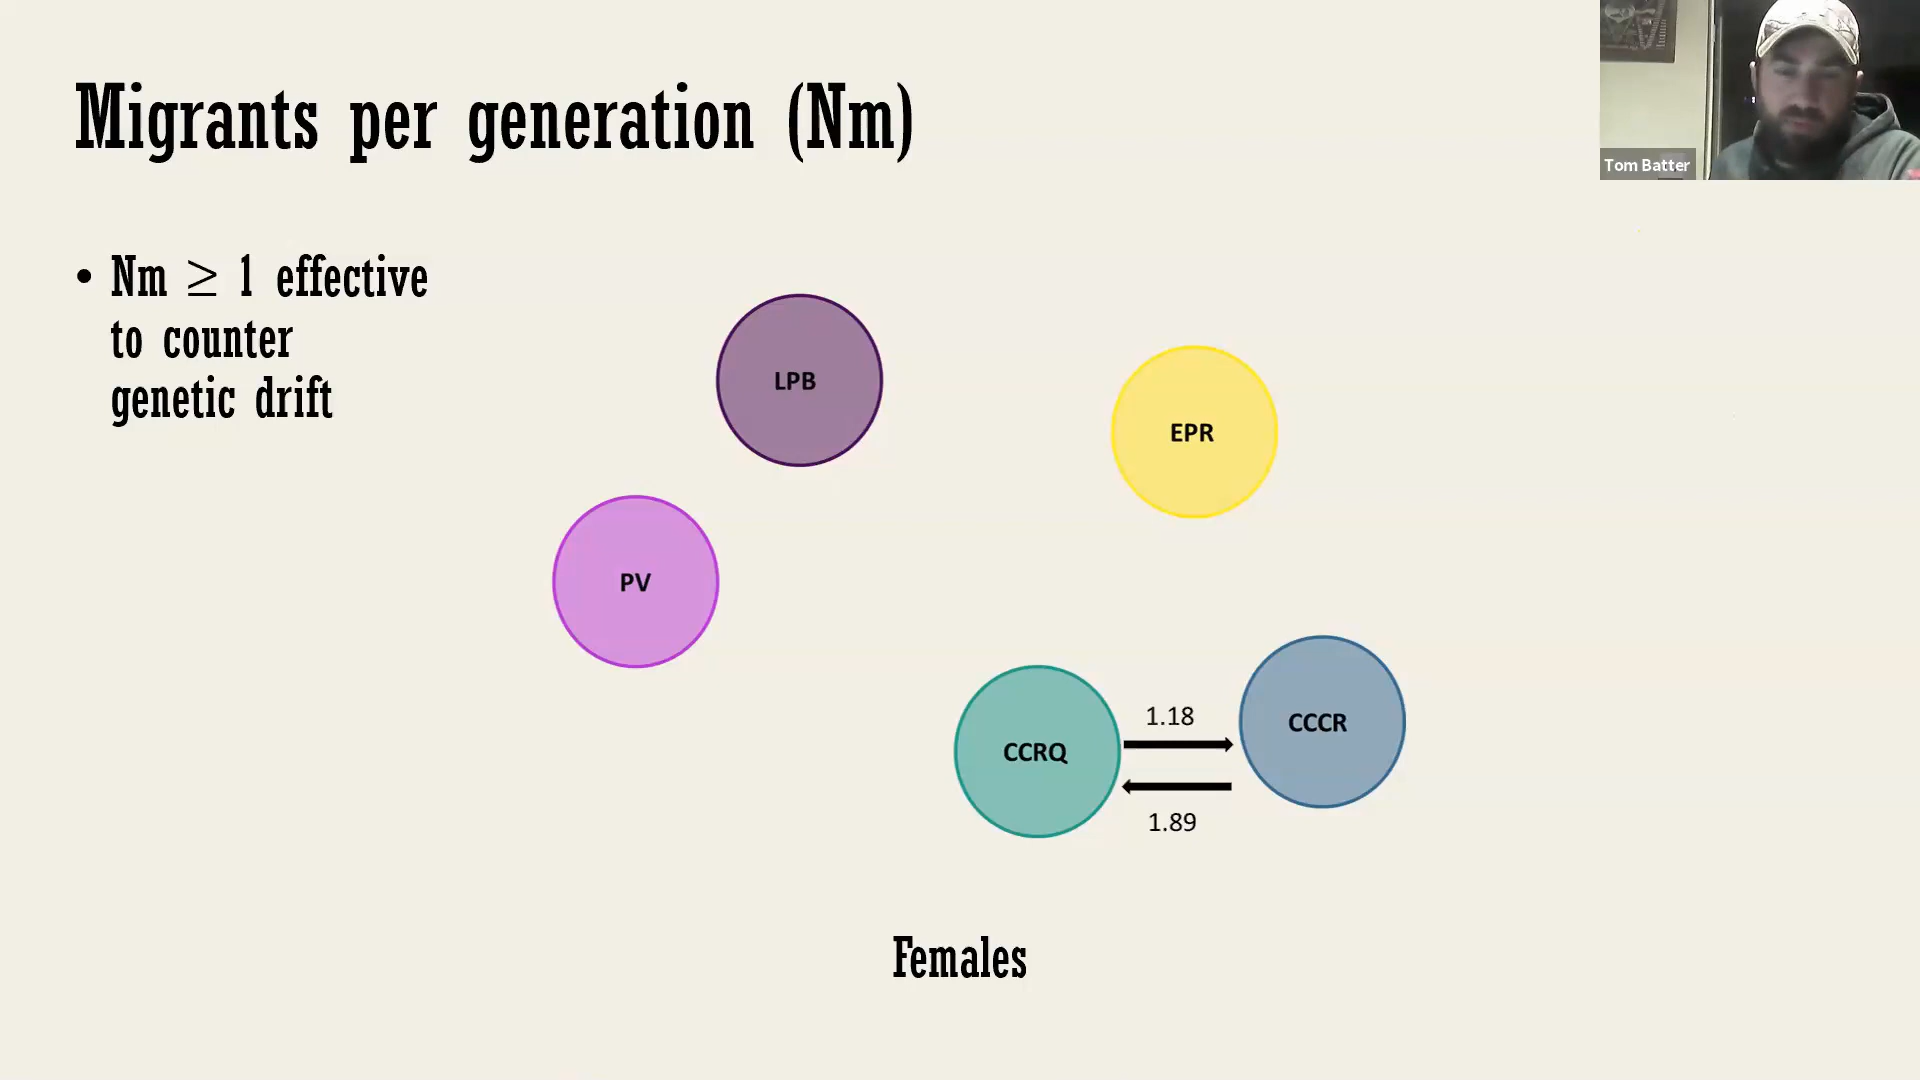 Migrants per generation (Nm)
Tom Batter
• Nm ≥ 1 effective
to counter
genetic drift
LPB
EPR
PV
CCRQ
1.18
CCCR
1.89
Females